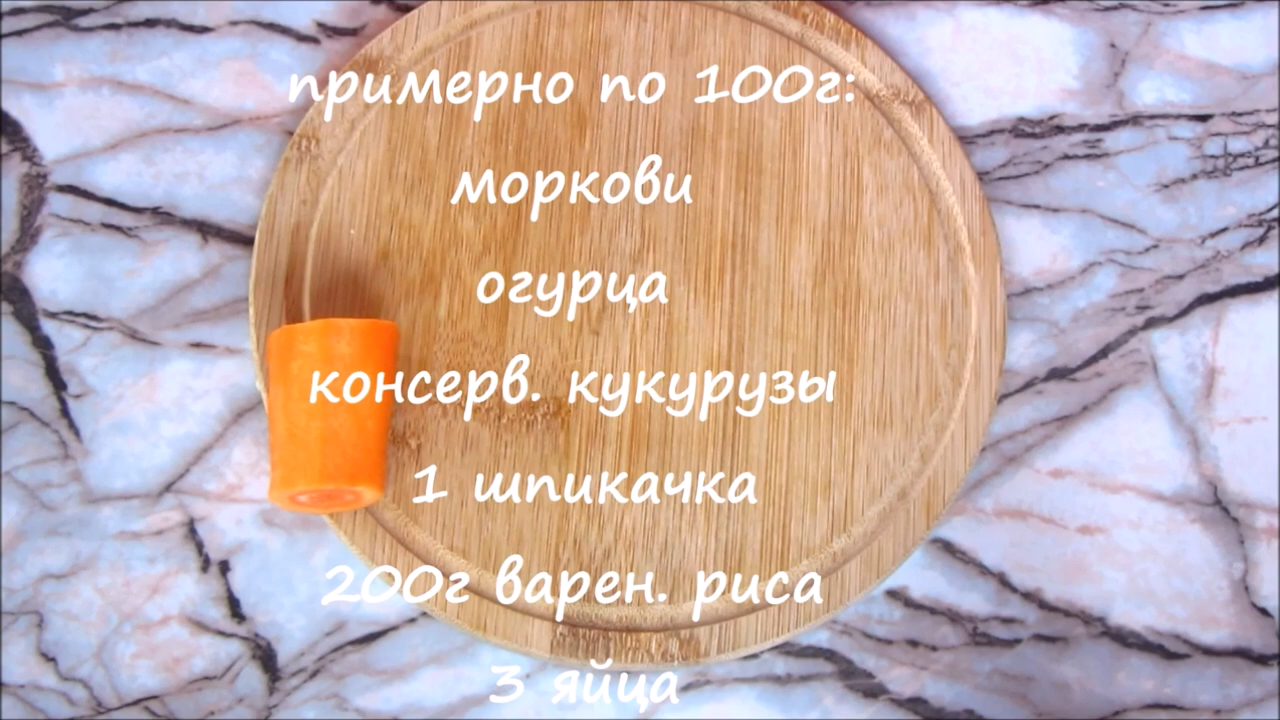 примерно по 100г:
моркови
огурца
консерв. кукурузы
1 шпикачка
200г варен. риса
3 яйца